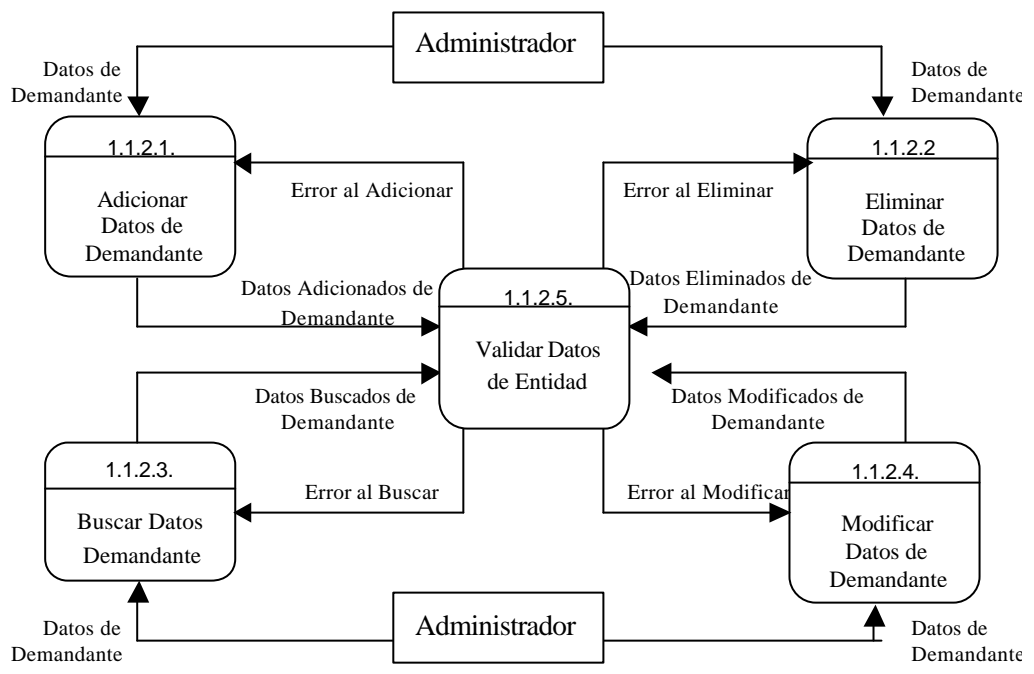 Administrador
Datos de
Demandante
Datos de
Demandante
1.1.2.1.
Adicionar
Datos de
Demandante
Error al Adicionar
Error al Eliminar
1.1.2.2
Eliminar
Datos de
Demandante
Datos Adicionados de
Demandante
1.1.2.5.
Validar Datos
de Entidad
Datos Eliminados de
Demandante
Datos Buscados de
Demandante
Datos Modificados de
Demandante
1.1.2.3.
Buscar Datos
Demandante
Error al Buscar
Error al Modificar
1.1.2.4.
Modificar
Datos de
Demandante
Datos de
Demandante
Administrador
Datos de
Demandante